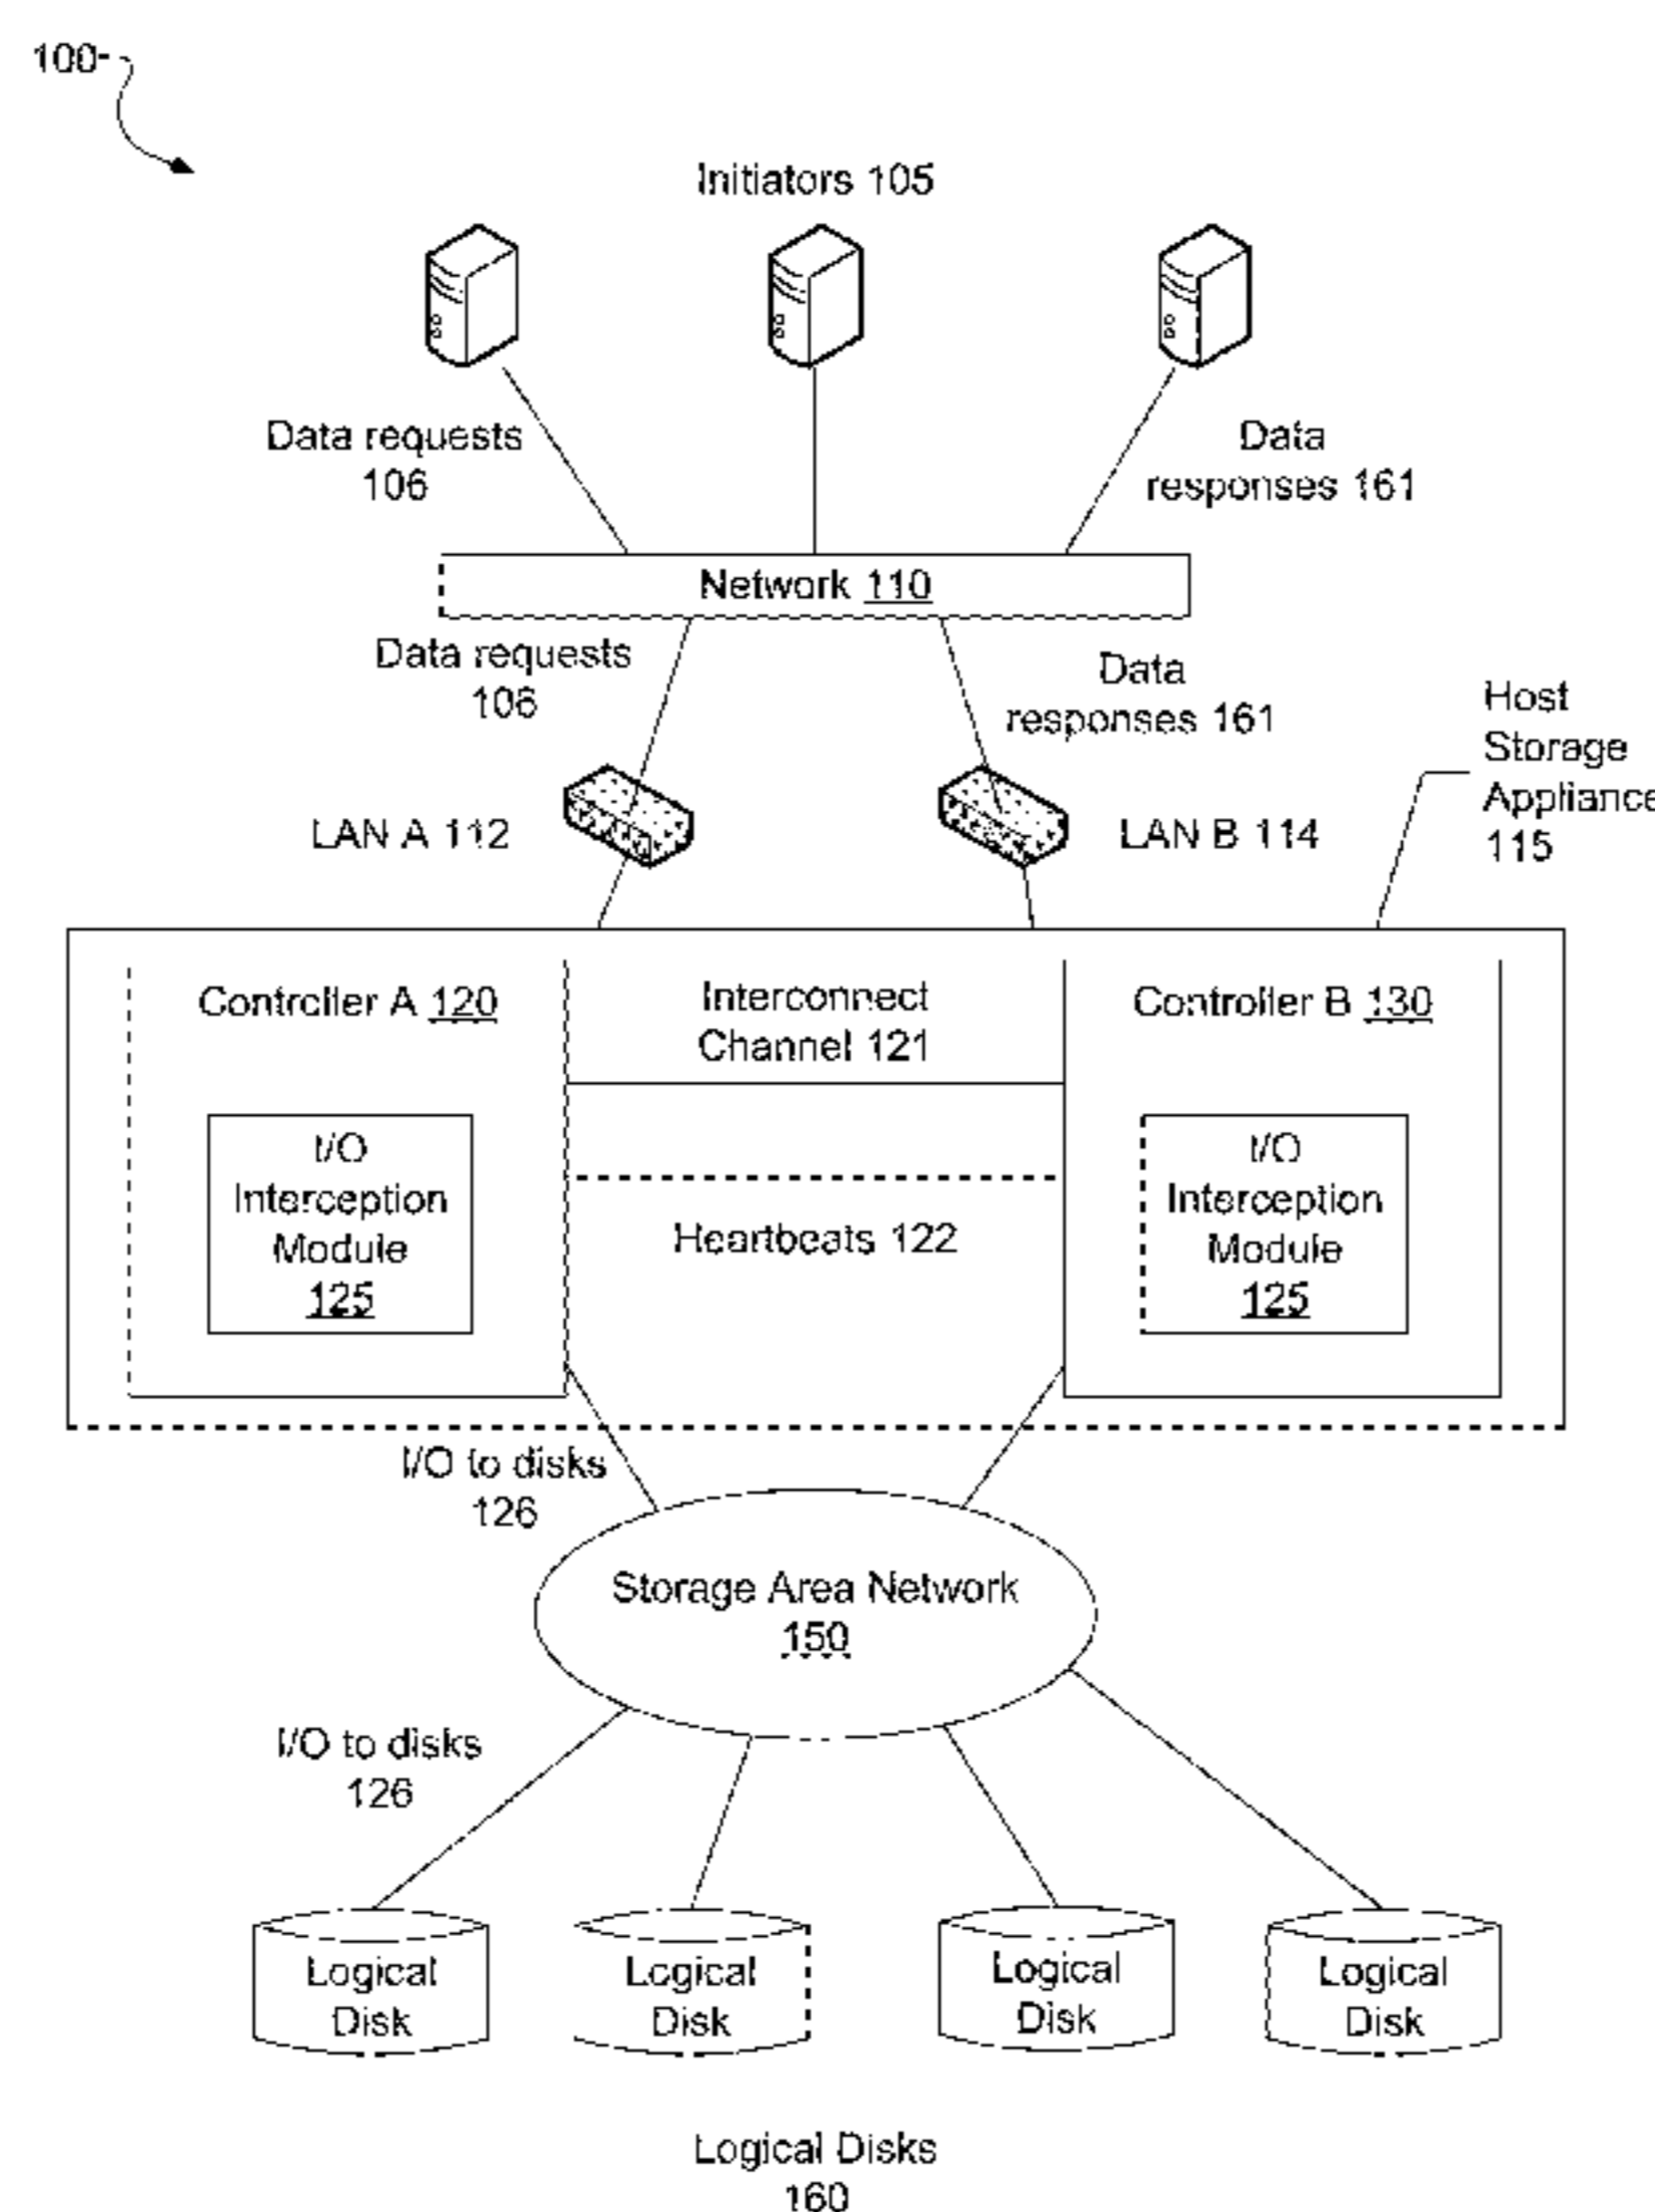 100
Initiators 105
Data requests
106
Data
responses 161
Network 110
Data requests
106
Data
responses 161
Host
Storage
Appliance
115
LAN A 112
LAN B 114
Controller A 120
Interconnect
Channel 121
Controller B 130
I/O
Interception
Module
125
Heartbeats 122
I/O
Interception
Module
125
I/O to disks
126
Storage Area Network
150
I/O to disks
126
Logical
Disk
Logical
Disk
Logical
Disk
Logical
Disk
Logical Disks
160